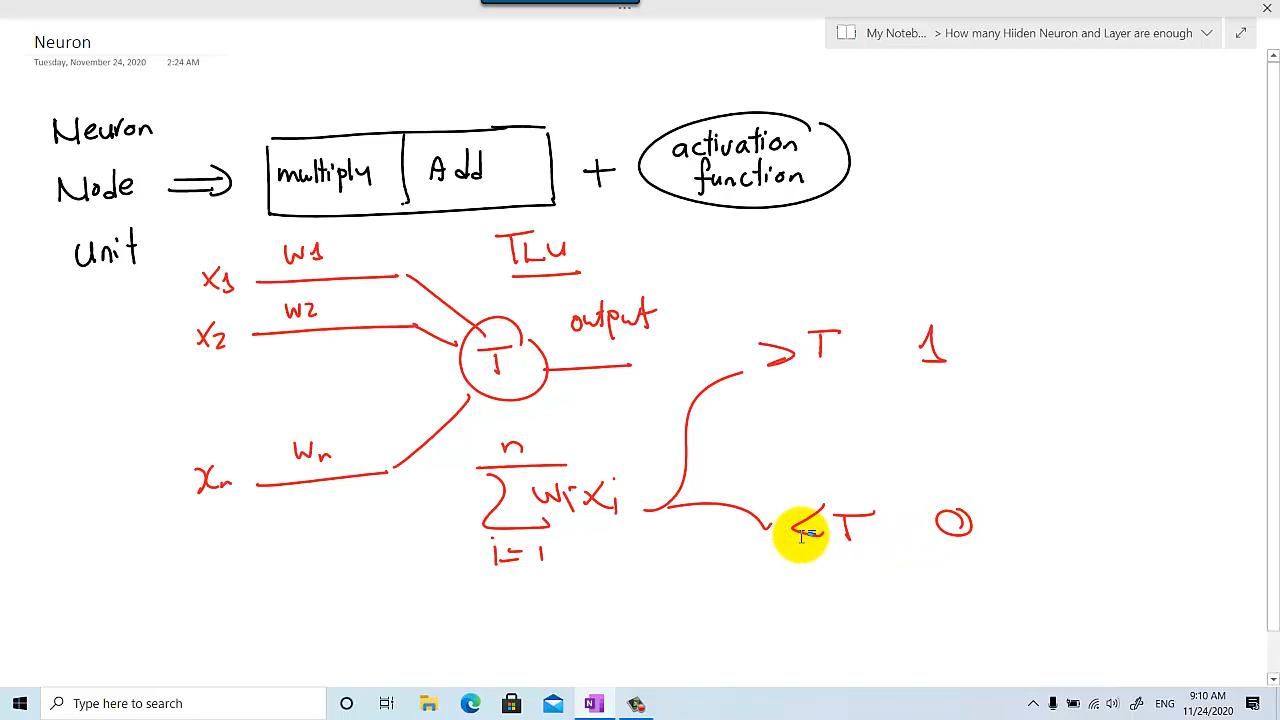 Neuron
Tuesday, November 24, 2020 2:24 AM
My Noteb... > How many Hiiden Neuron and Layer are enough
Neuron
Node ⇒ multiply Add + activation function
Unit
TLU
x1 w1
x2 w2
T output
xn wn
n
∑ wi xi
i=1
> T 1
≤ T 0
Type here to search
ENG
9:10 AM
11/24/2020